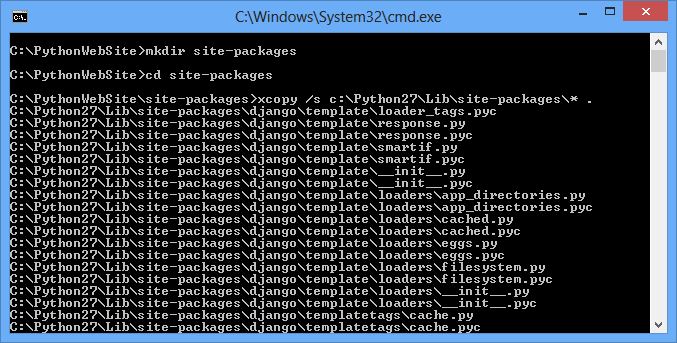 C:\Windows\System32\cmd.exe
C:\PythonWebSite>mkdir site-packages
C:\PythonWebSite>cd site-packages
C:\PythonWebSite\site-packages>xcopy /s c:\Python27\Lib\site-packages\* .
C:\Python27\Lib\site-packages\django\template\loader_tags.pyc
C:\Python27\Lib\site-packages\django\template\response.py
C:\Python27\Lib\site-packages\django\template\response.pyc
C:\Python27\Lib\site-packages\django\template\smartif.py
C:\Python27\Lib\site-packages\django\template\smartif.pyc
C:\Python27\Lib\site-packages\django\template\__init__.py
C:\Python27\Lib\site-packages\django\template\__init__.pyc
C:\Python27\Lib\site-packages\django\template\loaders\app_directories.py
C:\Python27\Lib\site-packages\django\template\loaders\app_directories.pyc
C:\Python27\Lib\site-packages\django\template\loaders\cached.py
C:\Python27\Lib\site-packages\django\template\loaders\cached.pyc
C:\Python27\Lib\site-packages\django\template\loaders\eggs.py
C:\Python27\Lib\site-packages\django\template\loaders\eggs.pyc
C:\Python27\Lib\site-packages\django\template\loaders\filesystem.py
C:\Python27\Lib\site-packages\django\template\loaders\filesystem.pyc
C:\Python27\Lib\site-packages\django\template\loaders\__init__.py
C:\Python27\Lib\site-packages\django\template\loaders\__init__.pyc
C:\Python27\Lib\site-packages\django\templatetags\cache.py
C:\Python27\Lib\site-packages\django\templatetags\cache.pyc